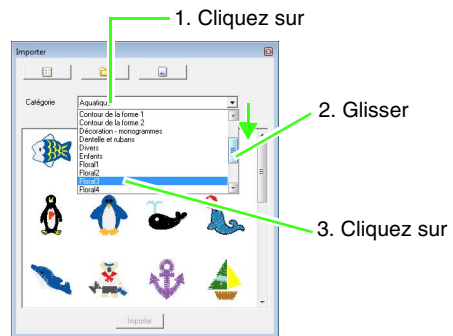 1. Cliquez sur
Importer
Catégorie
Aquatique
Contour de la forme 1
Contour de la forme 2
Décoration - monogrammes
Dentelle et rubans
Divers
Enfants
Floral1
Floral2
Floral3
Floral4
2. Glisser
3. Cliquez sur
Importer